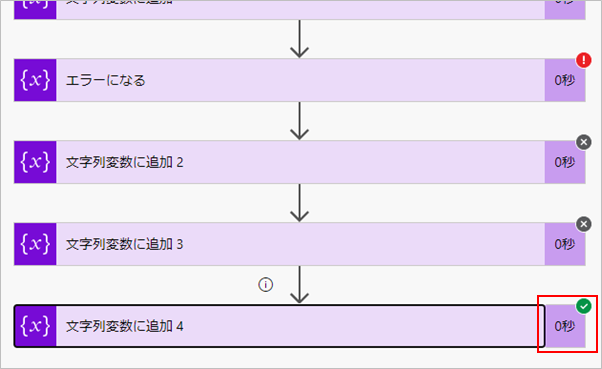 文字列変数に追加
0秒
{x}
エラーになる
0秒
{x}
文字列変数に追加 2
0秒
{x}
文字列変数に追加 3
0秒
{x}
文字列変数に追加 4
0秒